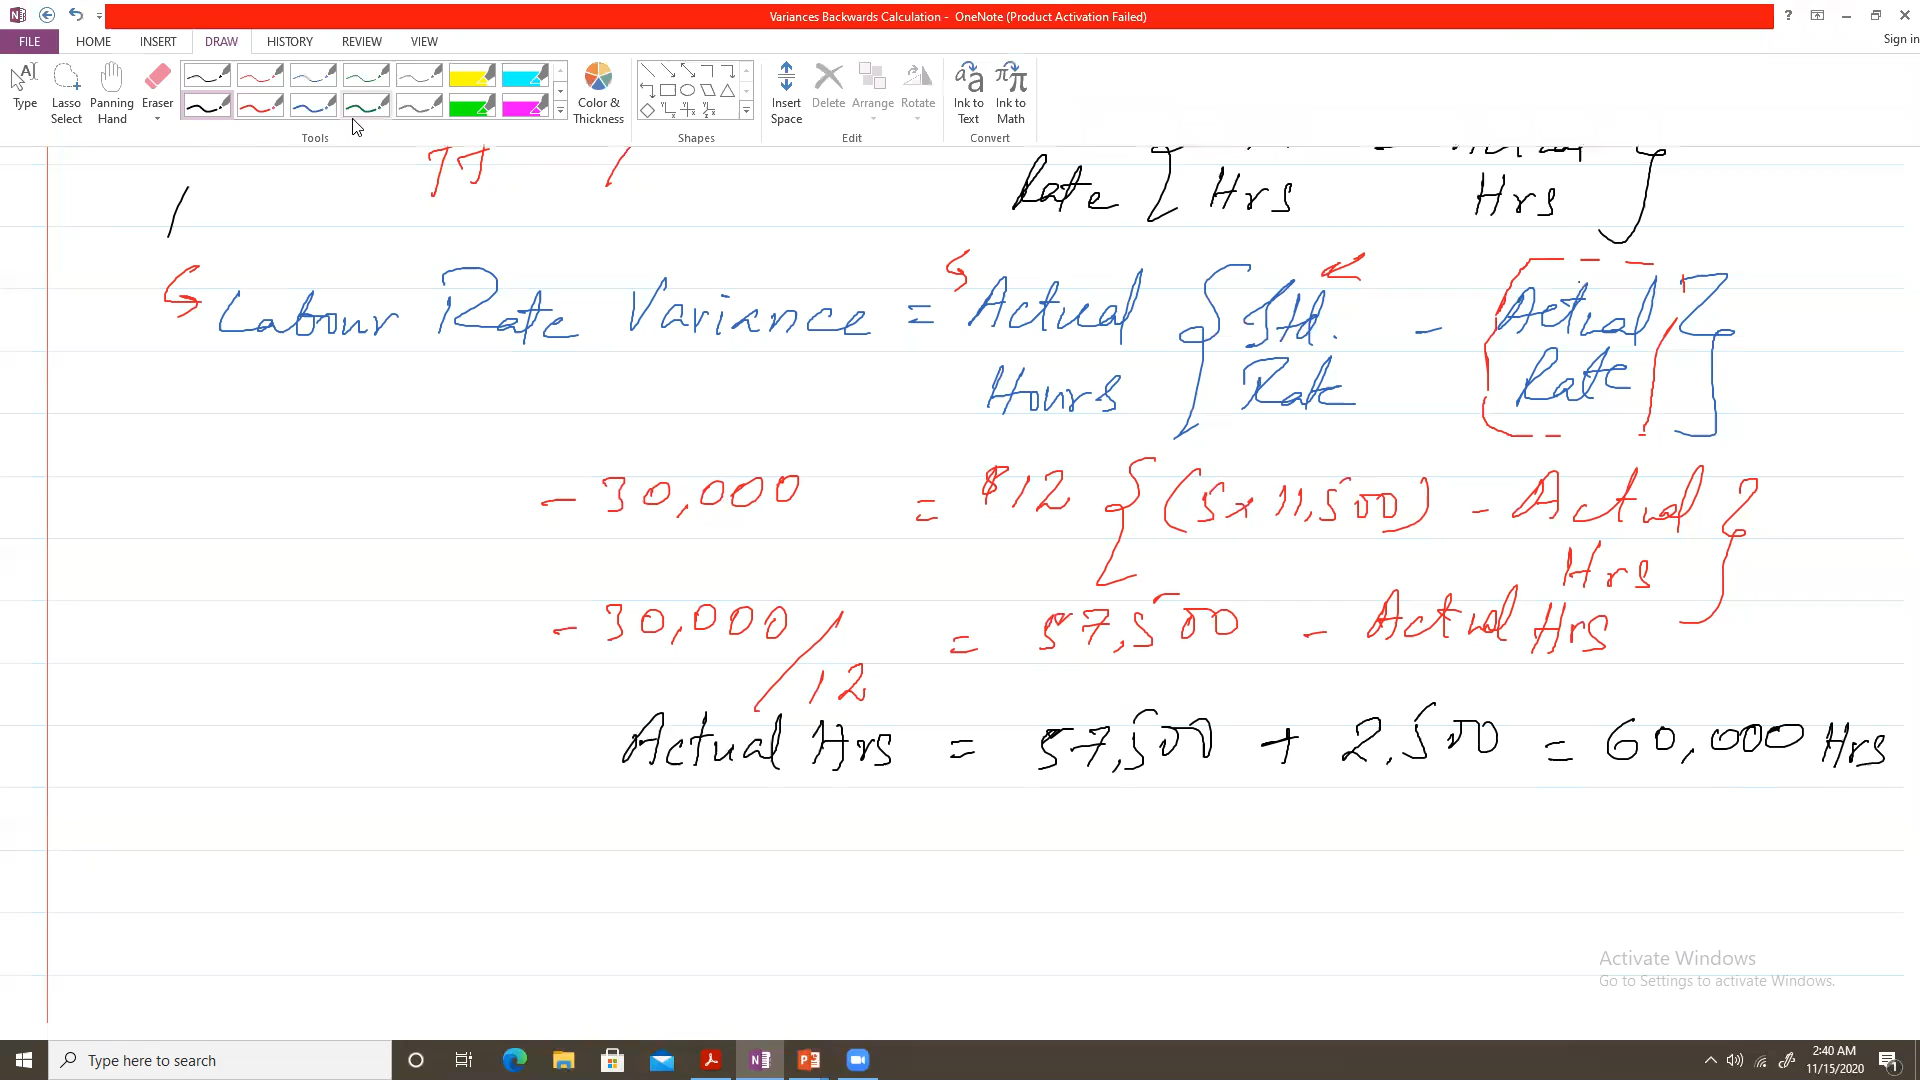 Variances Backwards Calculation - OneNote (Product Activation Failed)
?
FILE HOME INSERT DRAW HISTORY REVIEW VIEW
Sign in
Type
Lasso Select
Panning Hand
Eraser
Color & Thickness
Insert Space
Delete
Arrange
Rotate
Ink to Text
Ink to Math
Tools
Shapes
Edit
Convert
Rate { Hrs Hrs }
Labour Rate Variance = Actual Hours { Std. Rate - Actual Rate }
- 30,000 = $12 { (5 x 11,500) - Actual Hrs }
- 30,000/12 = 57,500 - Actual Hrs
Actual Hrs = 57,500 + 2,500 = 60,000 Hrs
Activate Windows
Go to Settings to activate Windows.
Type here to search
2:40 AM
11/15/2020
1